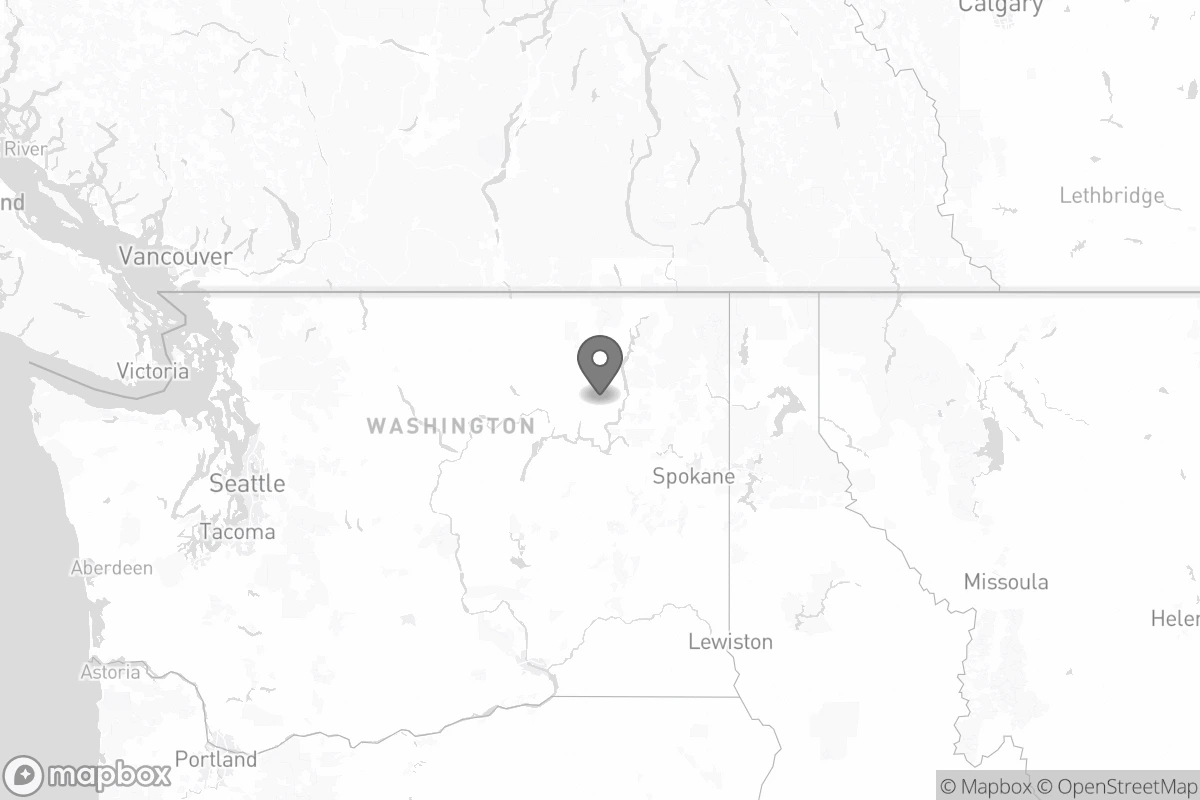 Calgary
River
Lethbridge
nd
Vancouver
Victoria
WASHINGTON
Spokane
Seattle
Tacoma
Aberdeen
Missoula
Helen
Lewiston
Astoria
Portland
mapbox
© Mapbox © OpenStreetMap